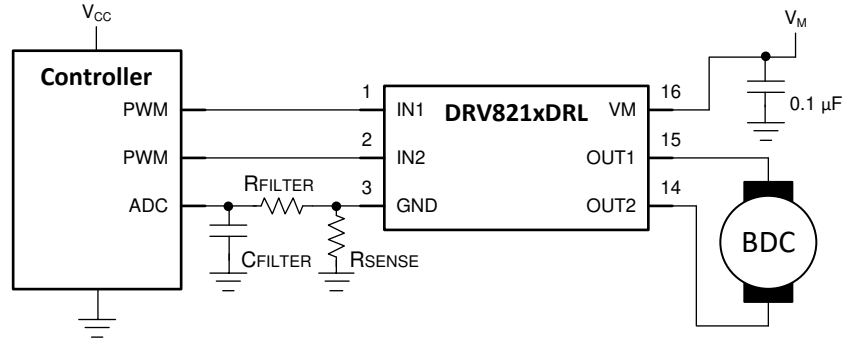 VCC
VM
Controller
PWM
1
IN1
DRV821xDRL
VM
16
0.1 µF
PWM
2
IN2
OUT1
15
ADC
RFILTER
3
GND
OUT2
14
CFILTER
RSENSE
BDC